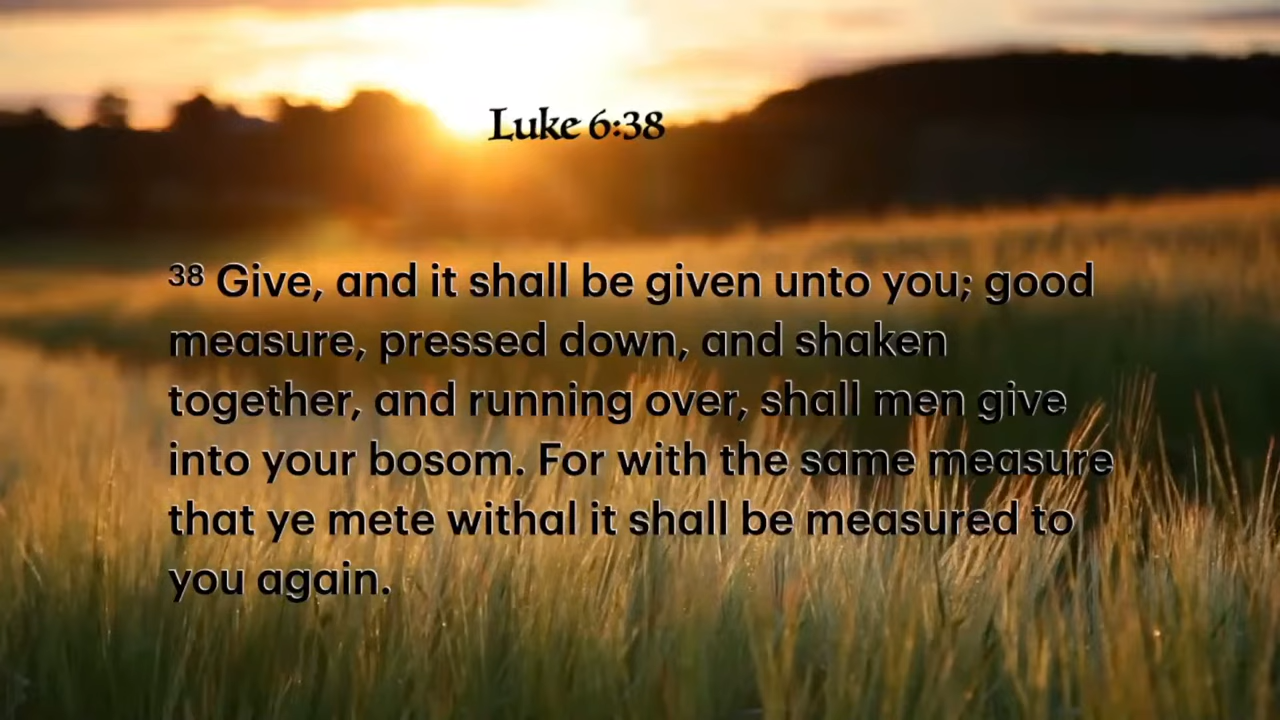 Luke 6:38
38 Give, and it shall be given unto you; good
measure, pressed down, and shaken
together, and running over, shall men give
into your bosom. For with the same measure
that ye mete withal it shall be measured to
you again.